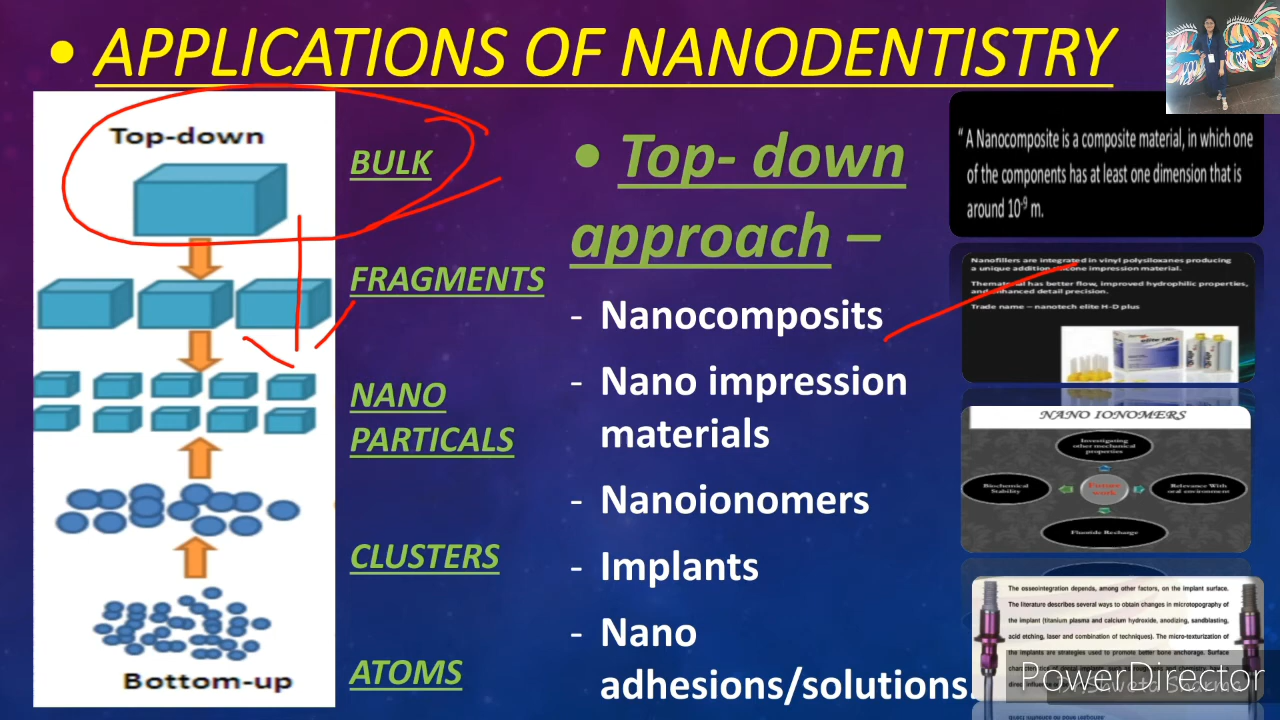 • APPLICATIONS OF NANODENTISTRY
Top-down
Bottom-up
BULK
FRAGMENTS
NANO
PARTICALS
CLUSTERS
ATOMS
• Top- down
approach –
- Nanocomposits
- Nano impression
materials
- Nanoionomers
- Implants
- Nano
adhesions/solutions.
“ A Nanocomposite is a composite material, in which one
of the components has at least one dimension that is
around 10-9 m.
Nanofillers are integrated in vinyl polysiloxanes producing
a unique addition silicone impression material.
Thematerial has better flow, improved hydrophilic properties,
and enhanced detail precision.
Trade name – nanotech elite H-D plus
NANO IONOMERS
Investigating
other mechanical
properties
Biochemical
Stability
Future
work
Relevance With
oral environment
Fluoride Recharge
The osseointegration depends, among other factors, on the implant surface.
The literature describes several ways to obtain changes in microtopography of
the implant (titanium plasma and calcium hydroxide, anodizing, sandblasting,
acid etching, laser and combination of techniques). The micro-texturization of
the implants are strategies used to promote better bone anchorage. Surface
PowerDirector